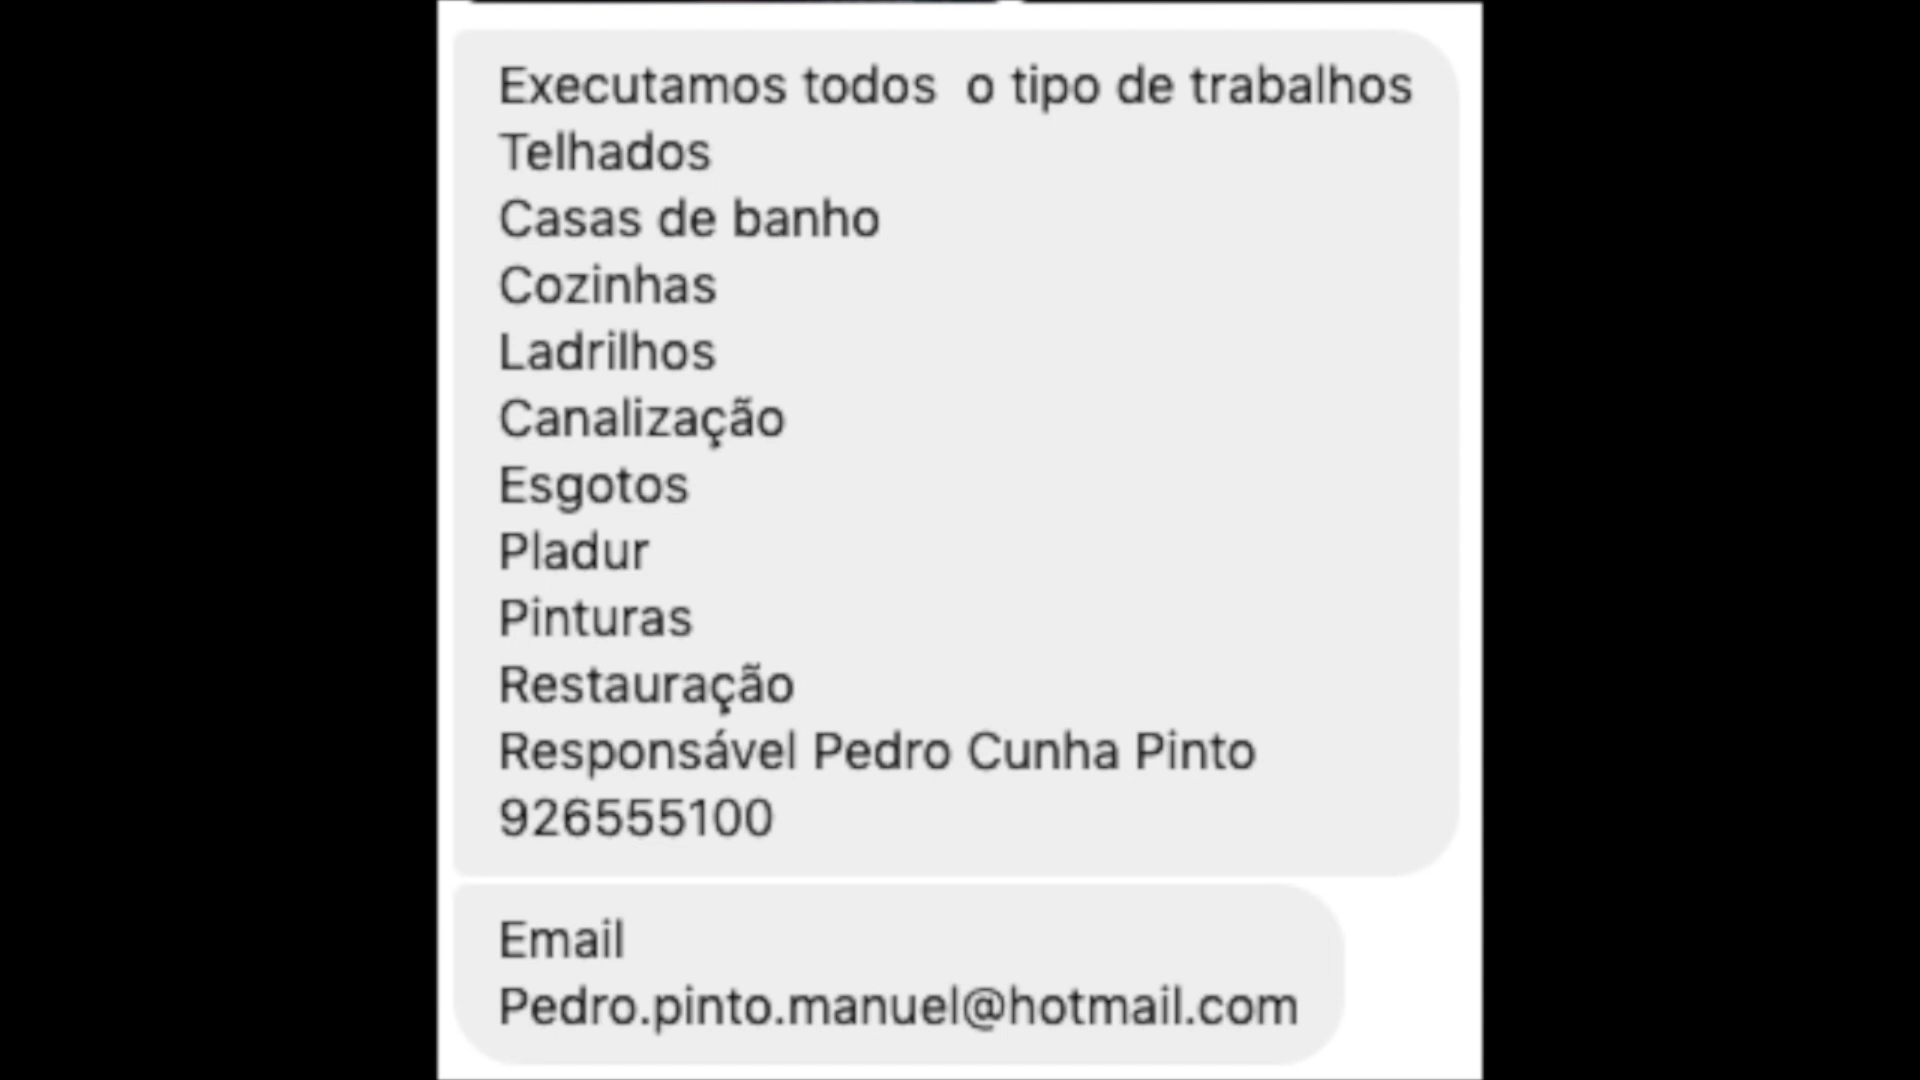 Executamos todos  o tipo de trabalhos
Telhados
Casas de banho
Cozinhas
Ladrilhos
Canalização
Esgotos
Pladur
Pinturas
Restauração
Responsável Pedro Cunha Pinto
926555100
Email
Pedro.pinto.manuel@hotmail.com